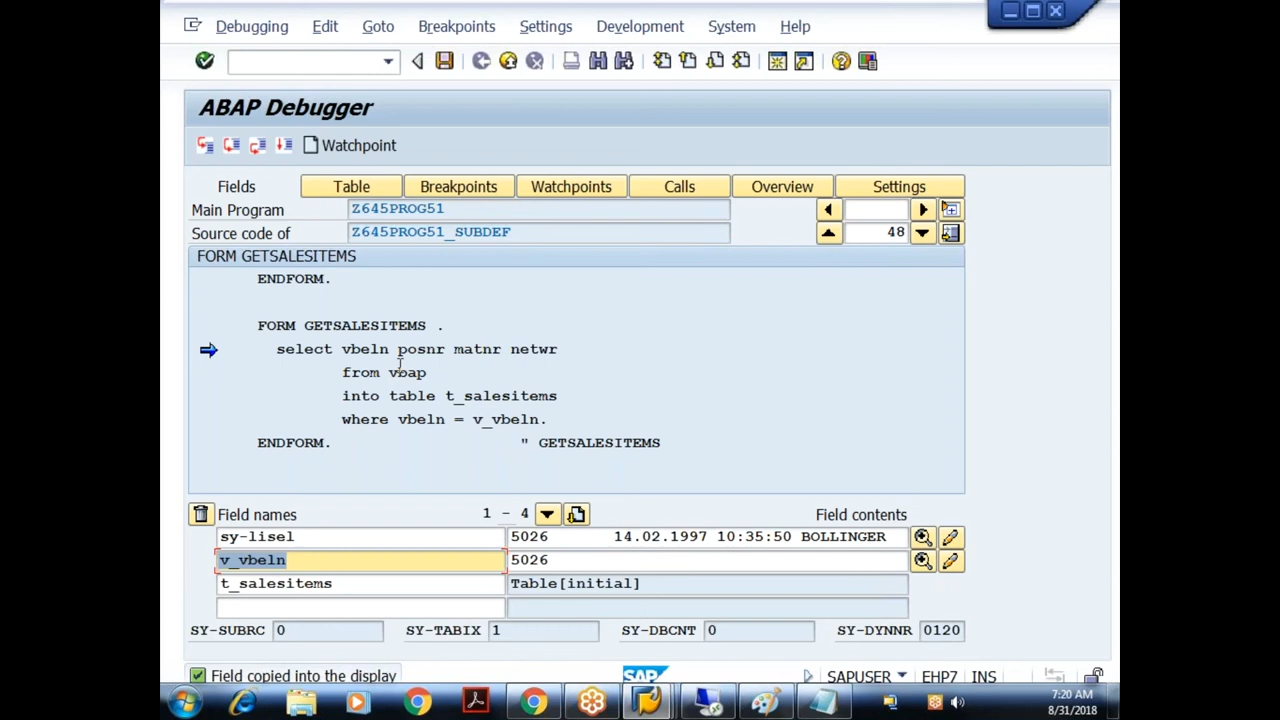 Debugging Edit Goto Breakpoints Settings Development System Help
ABAP Debugger
Watchpoint
Fields Table Breakpoints Watchpoints Calls Overview Settings
Main Program Z645PROG51
Source code of Z645PROG51_SUBDEF 48
FORM GETSALESITEMS
ENDFORM.
FORM GETSALESITEMS .
select vbeln posnr matnr netwr
from vbap
into table t_salesitems
where vbeln = v_vbeln.
ENDFORM. " GETSALESITEMS
Field names 1 - 4 Field contents
sy-lisel 5026 14.02.1997 10:35:50 BOLLINGER
v_vbeln 5026
t_salesitems Table[initial]
SY-SUBRC 0 SY-TABIX 1 SY-DBCNT 0 SY-DYNNR 0120
Field copied into the display SAP SAPUSER EHP7 INS
7:20 AM
8/31/2018